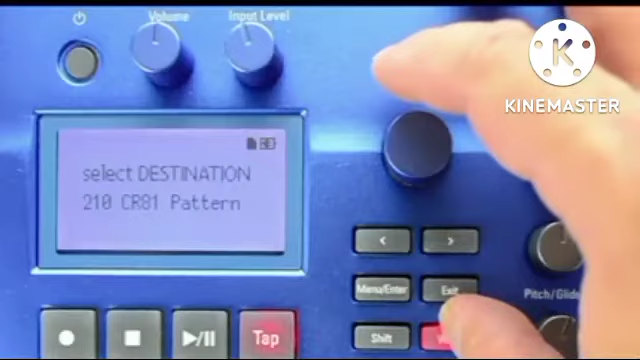 Volume
Input Level
K
KINEMASTER
select DESTINATION
210 CR81 Pattern
<
>
Menu/Enter
Exit
Pitch/Glide
Tap
Shift